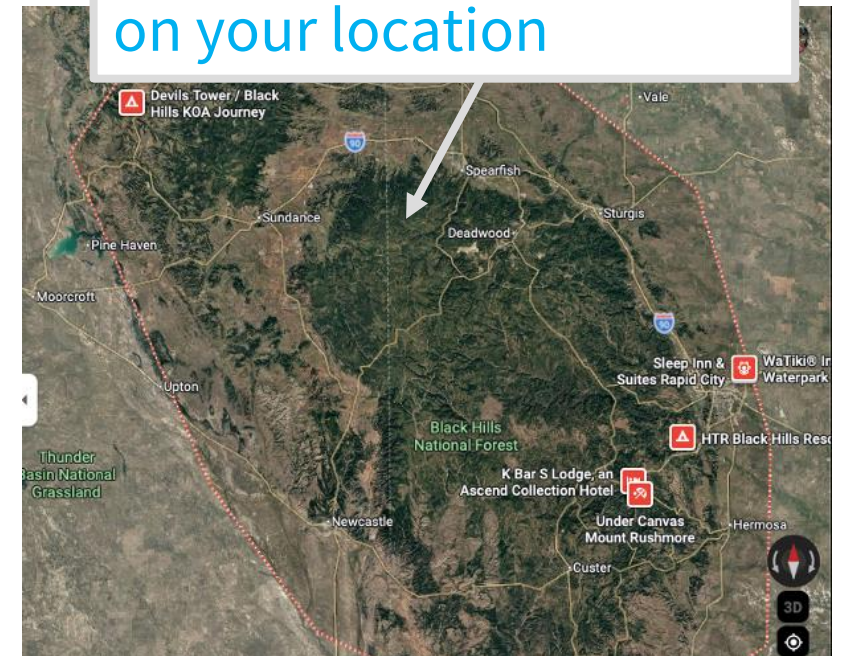 on your location
Devils Tower / Black
Hills KOA Journey
Vale
90
Spearfish
Sundance
Sturgis
Deadwood
Pine Haven
Moorcroft
90
Sleep Inn &
Suites Rapid City
WaTiki®
Waterpark
Upton
Black Hills
National Forest
HTR Black Hills
Thunder
Basin National
Grassland
K Bar S Lodge, an
Ascend Collection Hotel
Newcastle
Under Canvas
Mount Rushmore
Hermosa
Custer
3D